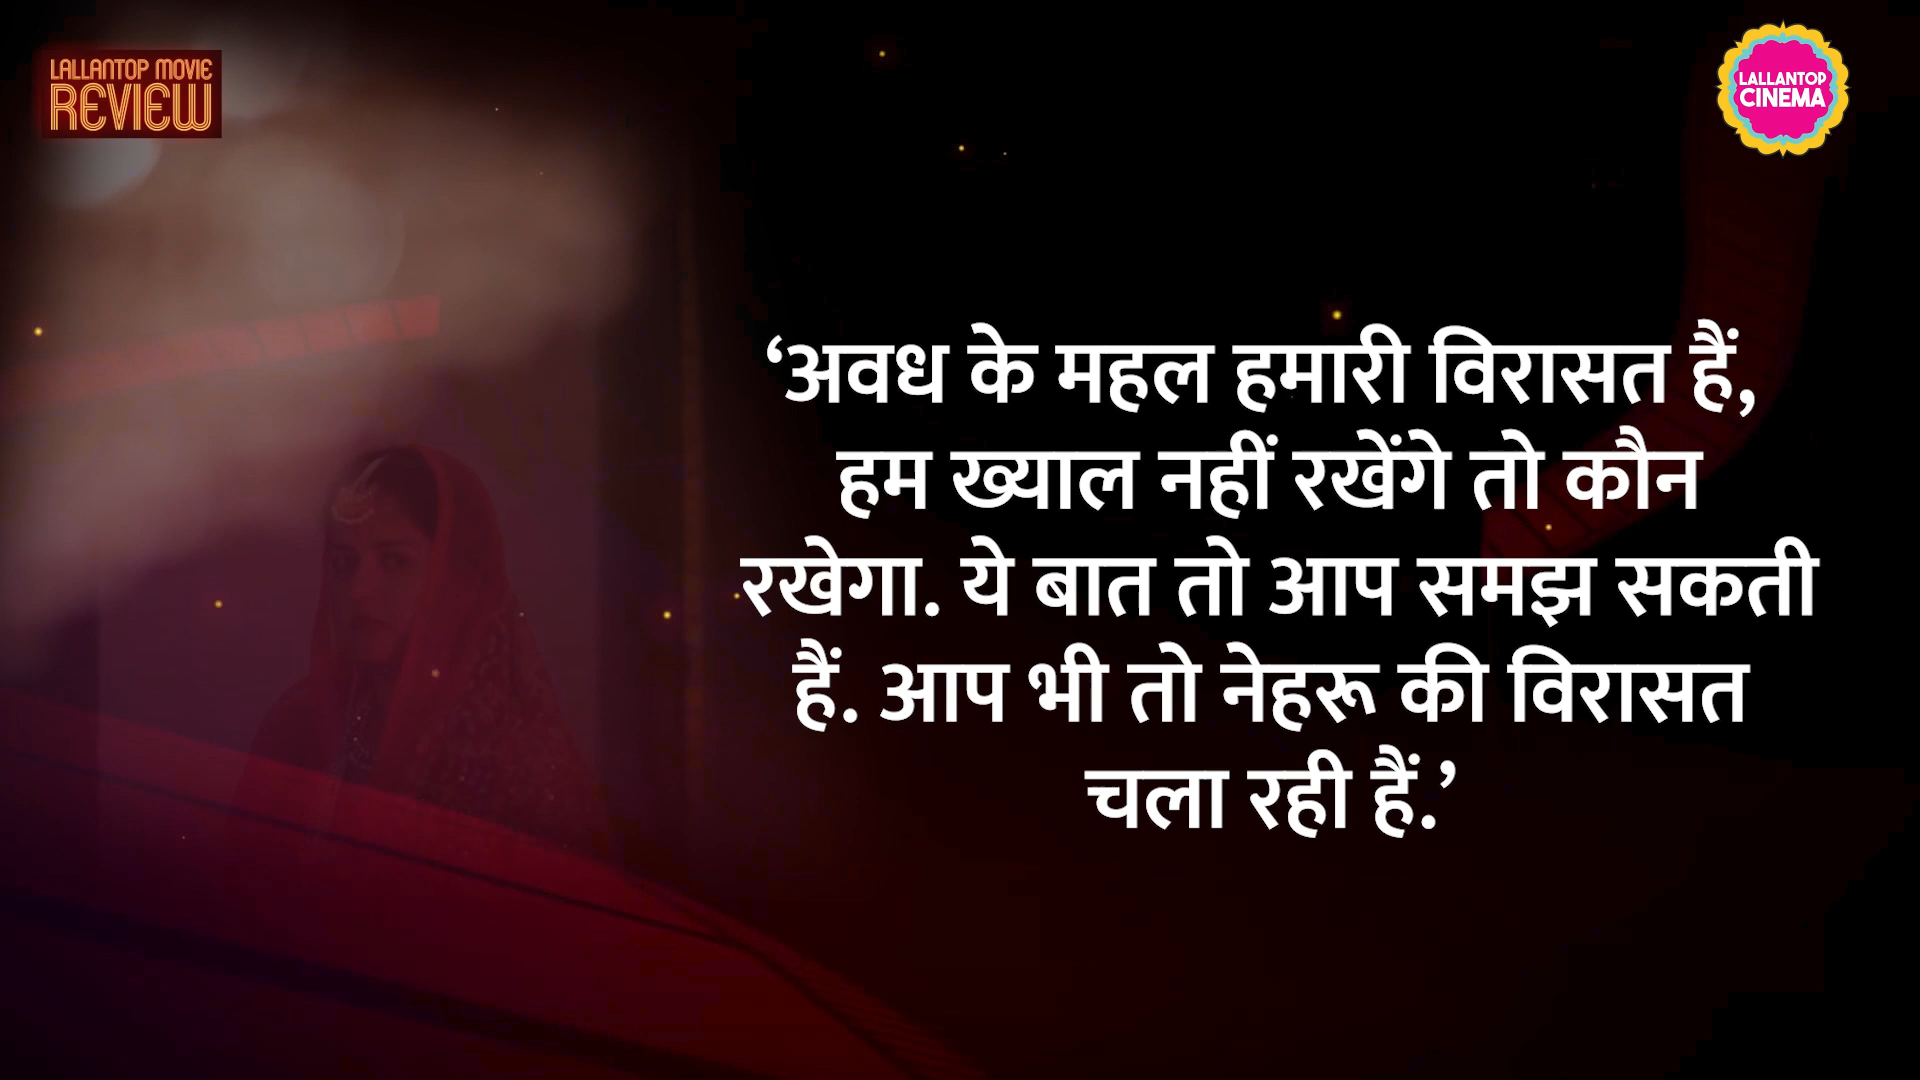 LALLANTOP MOVIE
REVIEW
LALLANTOP
CINEMA
‘अवध के महल हमारी विरासत हैं,
हम ख्याल नहीं रखेंगे तो कौन
रखेगा. ये बात तो आप समझ सकती
हैं. आप भी तो नेहरू की विरासत
चला रही हैं.’